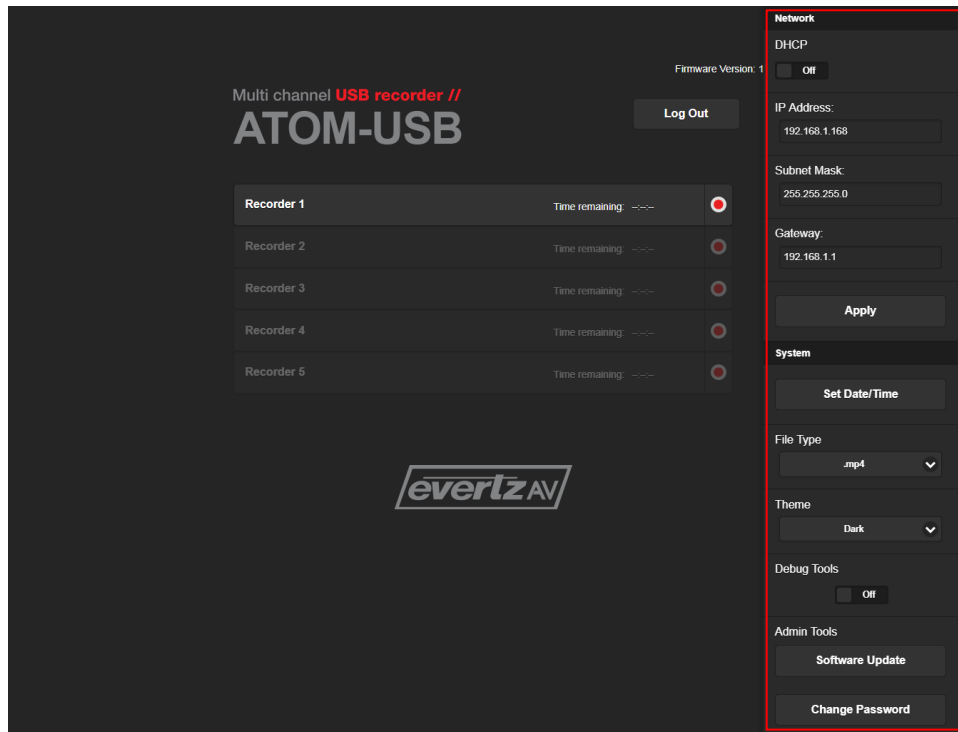 Firmware Version: 1
Multi channel USB recorder //
ATOM-USB
Log Out
Recorder 1 Time remaining: --:--:--
Recorder 2 Time remaining: --:--:--
Recorder 3 Time remaining: --:--:--
Recorder 4 Time remaining: --:--:--
Recorder 5 Time remaining: --:--:--
evertz AV
Network
DHCP
Off
IP Address:
192.168.1.168
Subnet Mask:
255.255.255.0
Gateway:
192.168.1.1
Apply
System
Set Date/Time
File Type
.mp4
Theme
Dark
Debug Tools
Off
Admin Tools
Software Update
Change Password